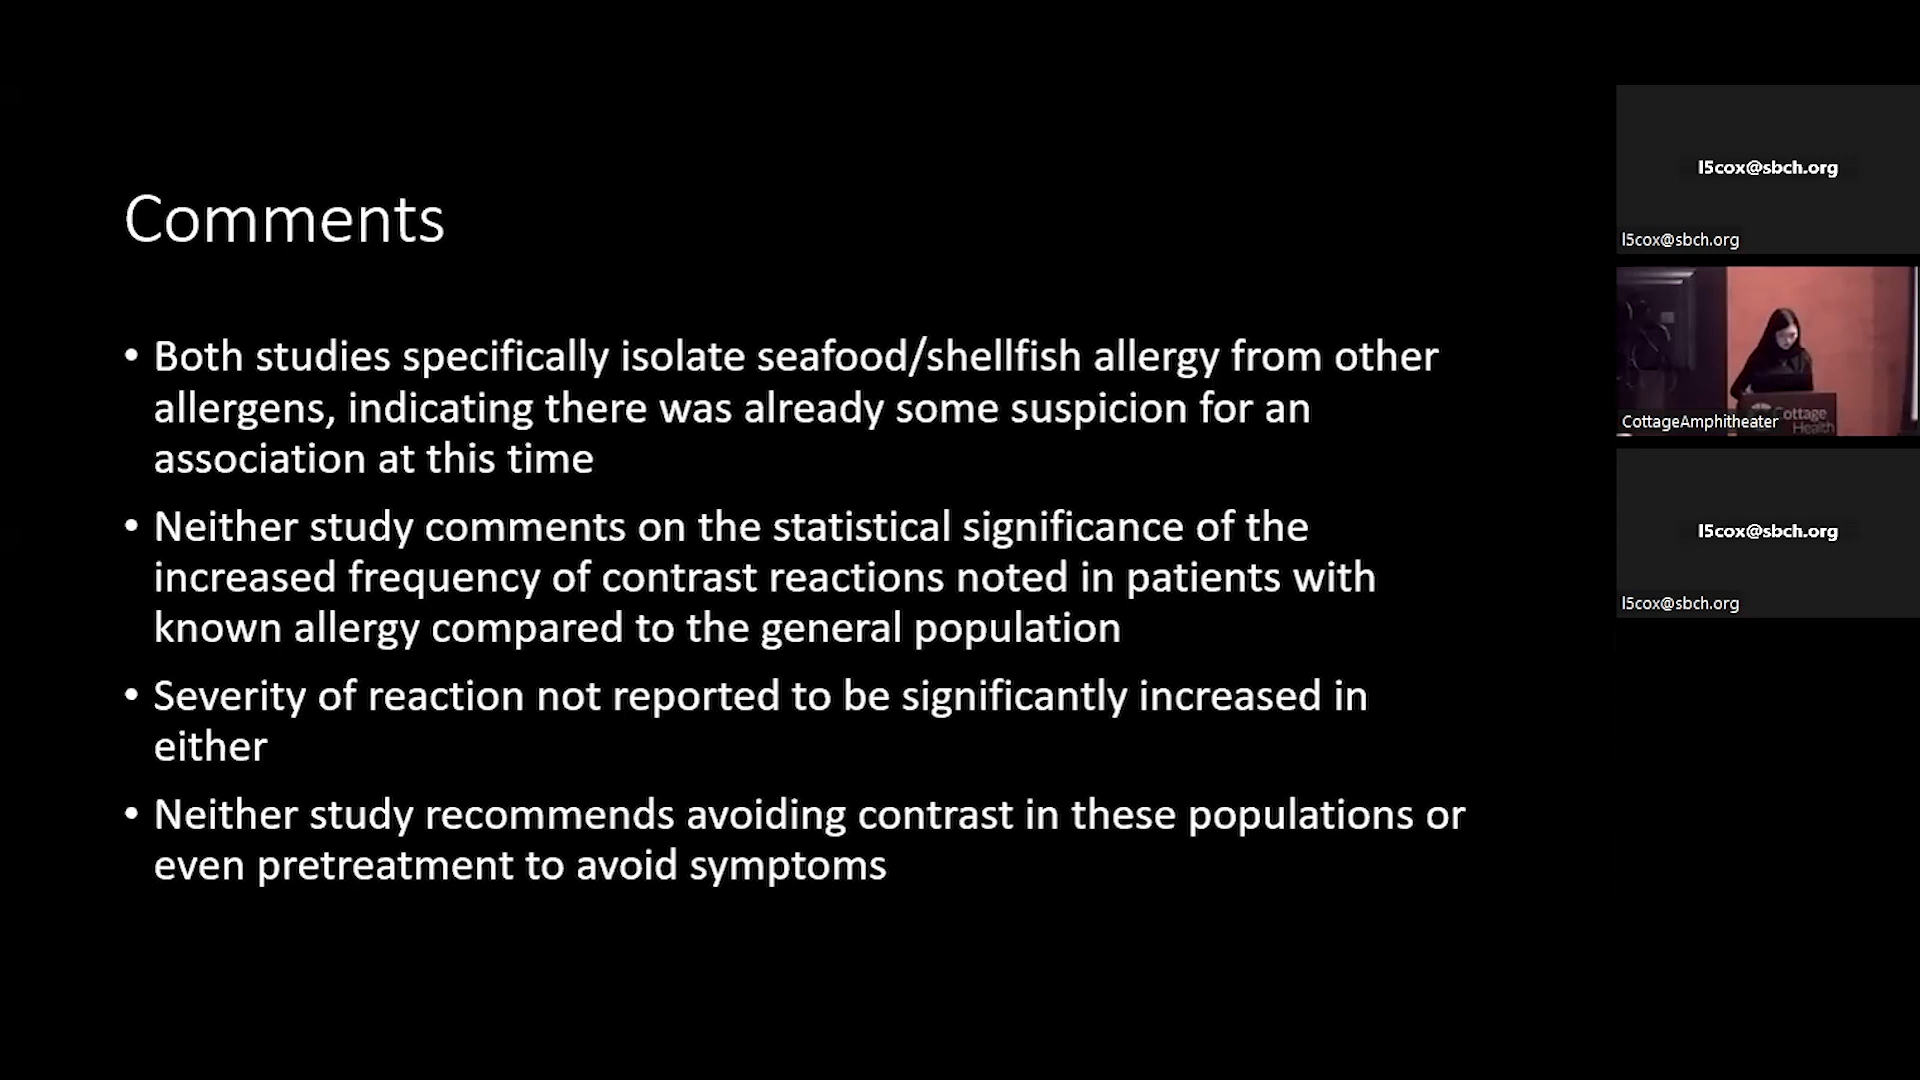 Comments
• Both studies specifically isolate seafood/shellfish allergy from other
allergens, indicating there was already some suspicion for an
association at this time
• Neither study comments on the statistical significance of the
increased frequency of contrast reactions noted in patients with
known allergy compared to the general population
• Severity of reaction not reported to be significantly increased in
either
• Neither study recommends avoiding contrast in these populations or
even pretreatment to avoid symptoms
l5cox@sbch.org
l5cox@sbch.org
Cottage
Health
CottageAmphitheater
l5cox@sbch.org
l5cox@sbch.org